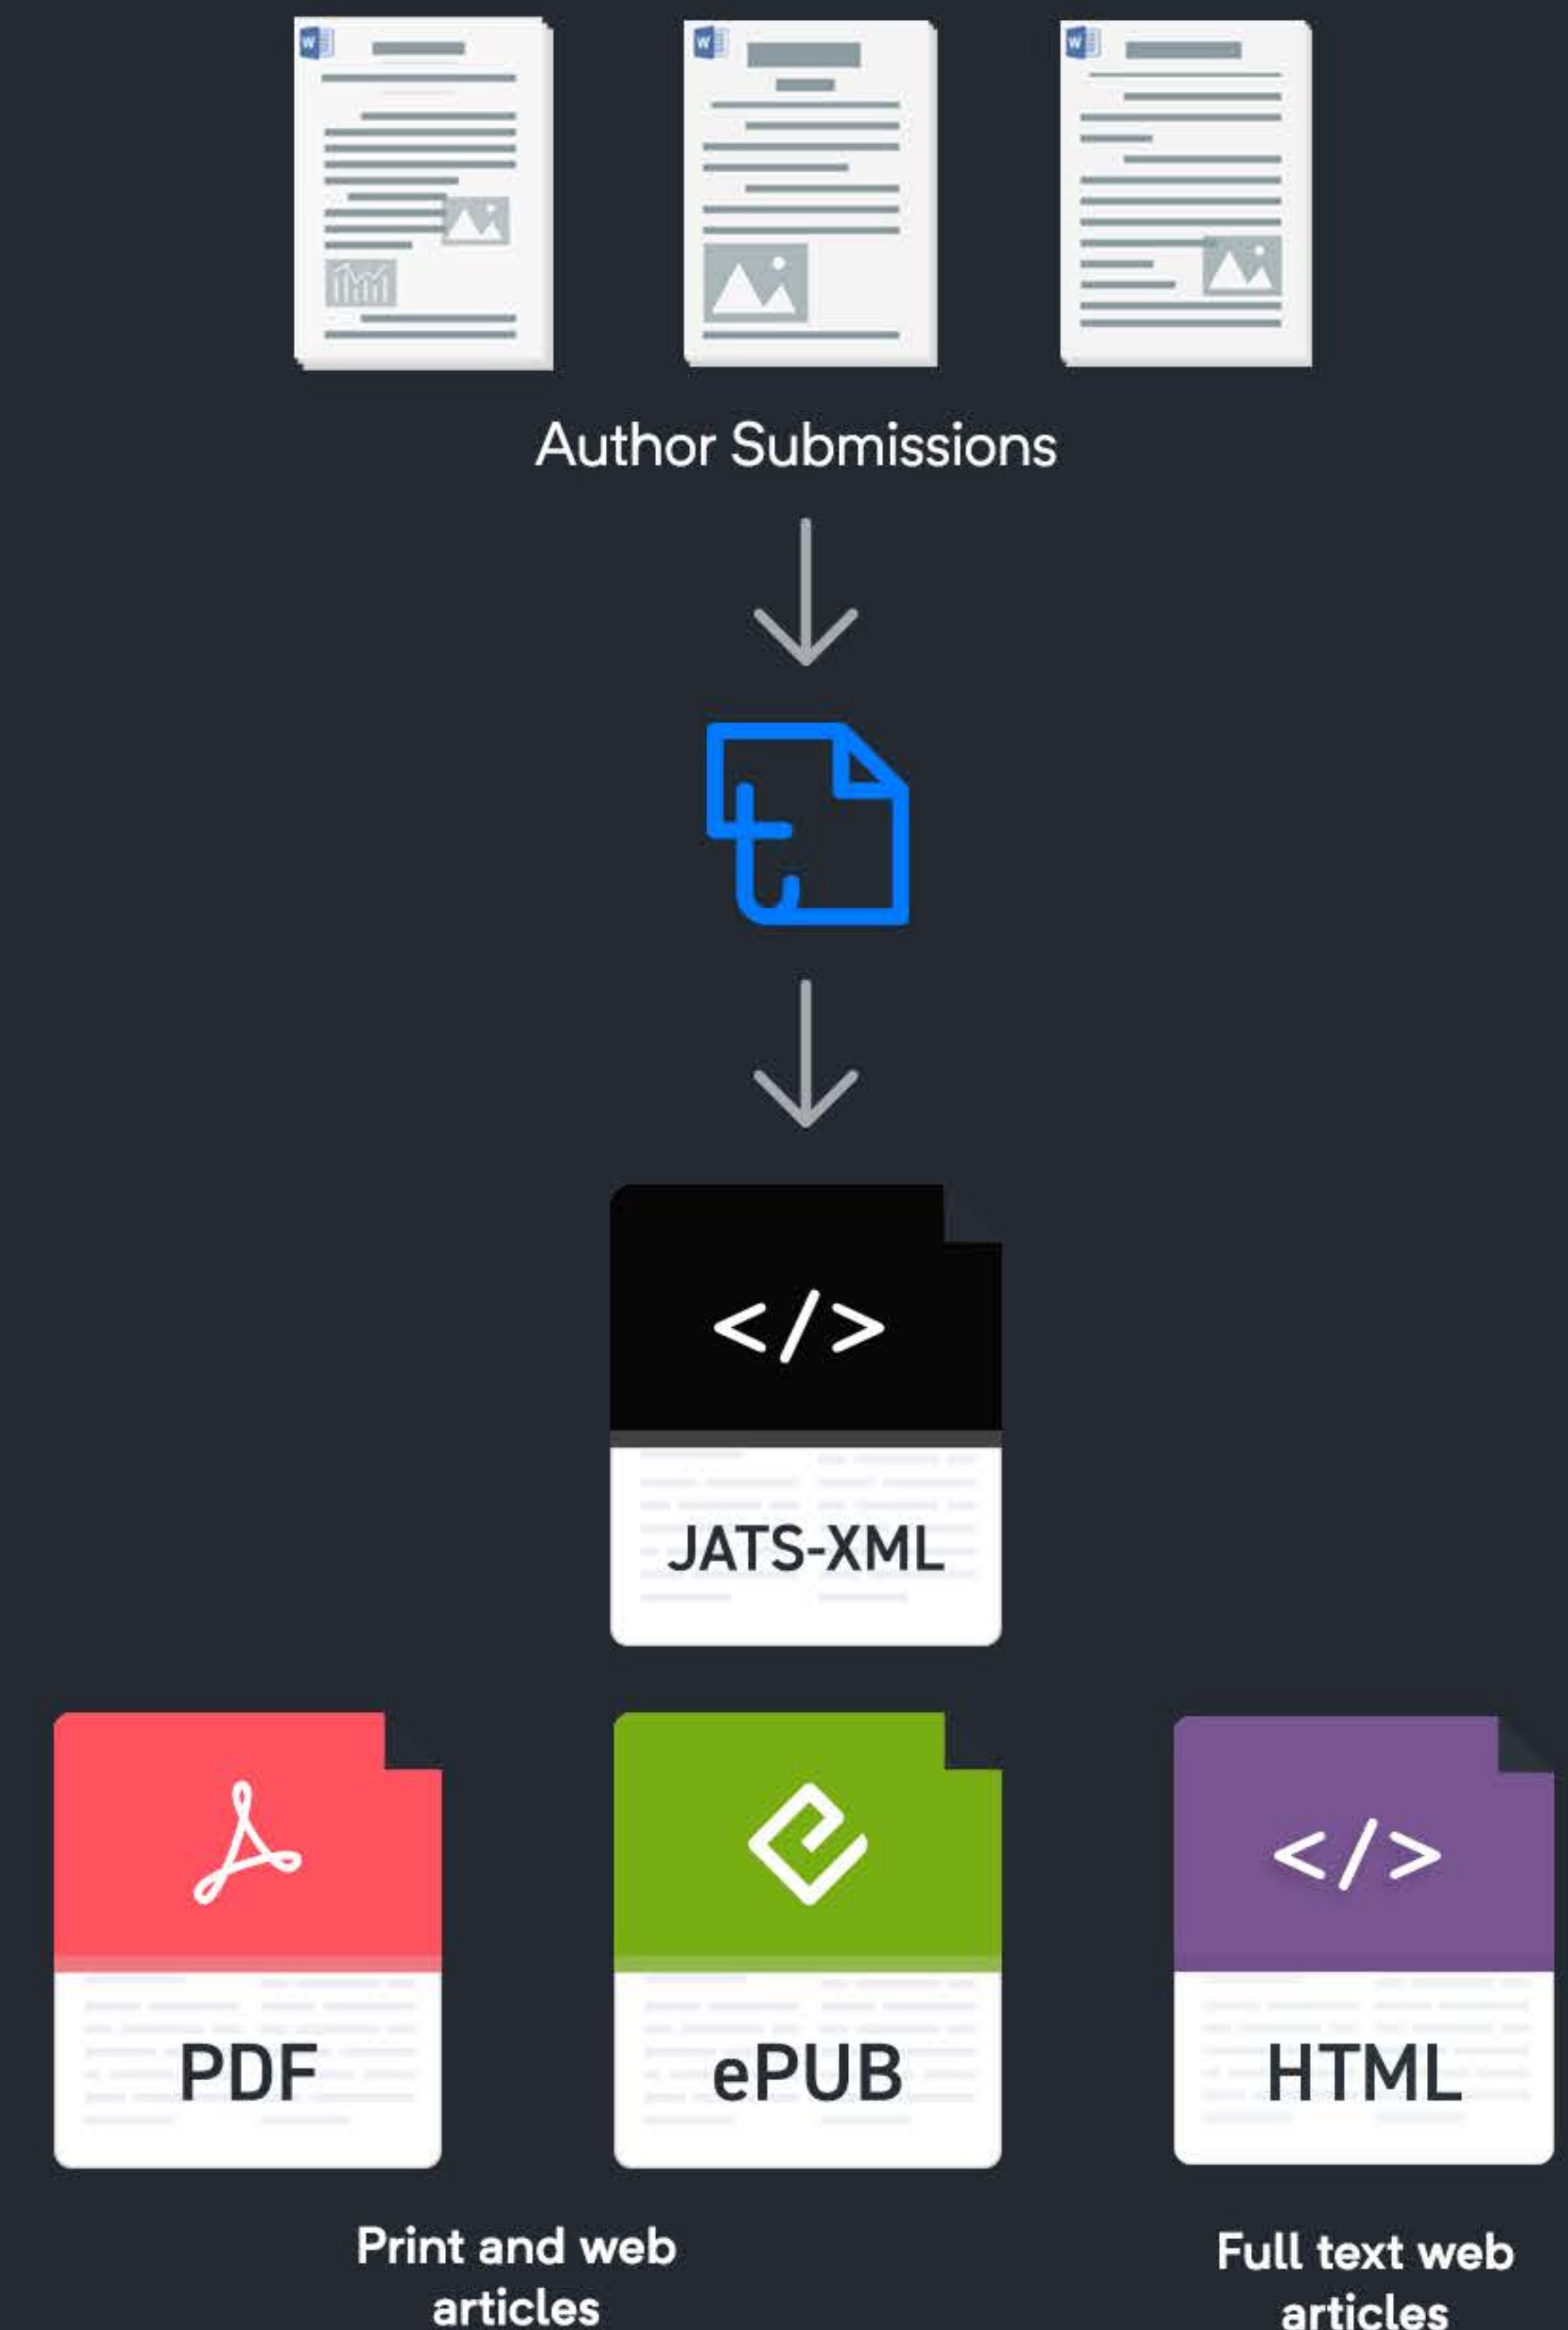 W
W
W
Author Submissions
t
</>
JATS-XML
PDF
ePUB
</>
HTML
Print and web
articles
Full text web
articles